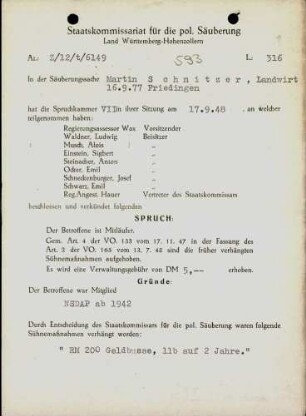 Staatskommissariat für die pol. Säuberung
Land Württemberg-Hohenzollern
Az.: 2/12/t/6149 593 L: 316
In der Säuberungssache Martin Schnitzer, Landwirt
16.9.77 Friedingen
hat die Spruchkammer VII in ihrer Sitzung am 17.9.48 , an welcher
teilgenommen haben:
Regierungsassessor Wax Vorsitzender
Waldner, Ludwig Beisitzer
Musch, Alois „
Einstein, Sigbert „
Steinacher, Anton „
Oster, Emil „
Schneckenburger, Josef „
Schwarz, Emil „
Reg.Angest. Hauer Vertreter des Staatskommissars
beschlossen und verkündet folgenden
SPRUCH:
Der Betroffene ist Mitläufer.
Gem. Art. 4 der VO. 133 vom 17. 11. 47 in der Fassung des
Art. 3 der VO. 165 vom 13. 7. 48 sind die früher verhängten
Sühnemaßnahmen aufgehoben.
Es wird eine Verwaltungsgebühr von DM 5,-- erhoben.
Gründe:
Der Betroffene war Mitglied
NSDAP ab 1942
Durch Entscheidung des Staatskommissars für die pol. Säuberung waren folgende
Sühnemaßnahmen verhängt worden:
" RM 200 Geldbusse, 11b auf 2 Jahre."